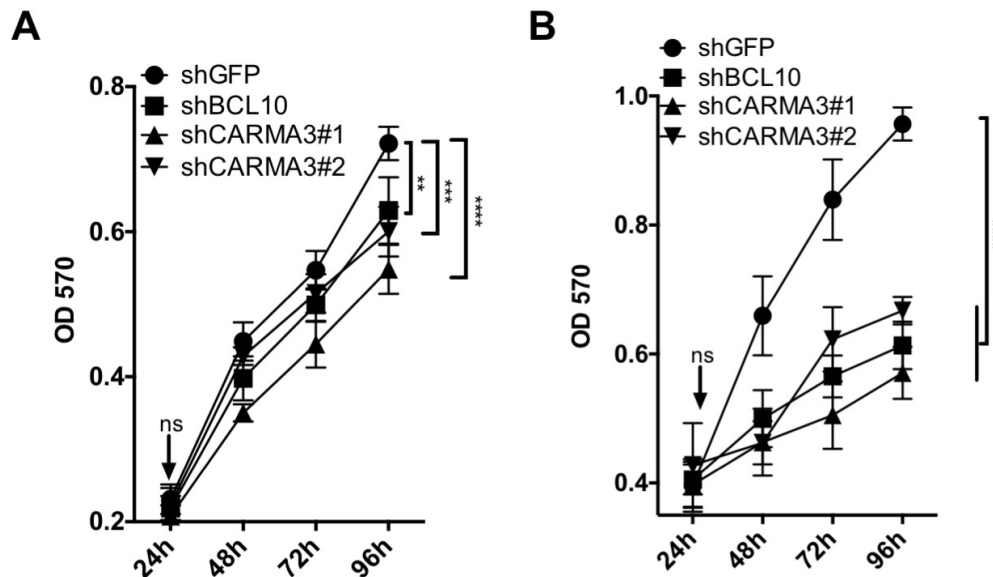 A
shGFP
shBCL10
shCARMA3#1
shCARMA3#2
0.8
0.6
0.4
0.2
OD 570
ns
**
***
****
24h
48h
72h
96h
B
shGFP
shBCL10
shCARMA3#1
shCARMA3#2
1.0
0.8
0.6
0.4
OD 570
ns
24h
48h
72h
96h